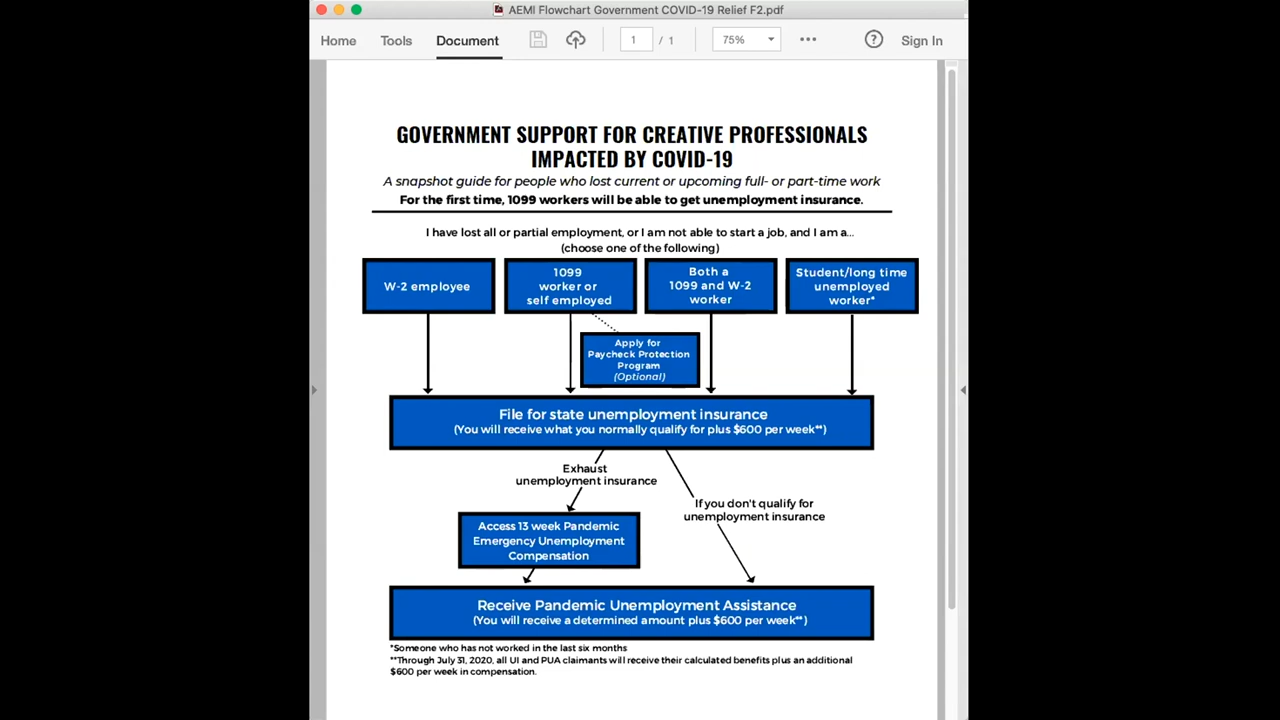 AEMI Flowchart Government COVID-19 Relief F2.pdf
Home Tools Document 1 / 1 75% ••• ? Sign In
GOVERNMENT SUPPORT FOR CREATIVE PROFESSIONALS
IMPACTED BY COVID-19
A snapshot guide for people who lost current or upcoming full- or part-time work
For the first time, 1099 workers will be able to get unemployment insurance.
I have lost all or partial employment, or I am not able to start a job, and I am a...
(choose one of the following)
W-2 employee
1099
worker or
self employed
Both a
1099 and W-2
worker
Student/long time
unemployed
worker*
Apply for
Paycheck Protection
Program
(Optional)
File for state unemployment insurance
(You will receive what you normally qualify for plus $600 per week**)
Exhaust
unemployment insurance
If you don't qualify for
unemployment insurance
Access 13 week Pandemic
Emergency Unemployment
Compensation
Receive Pandemic Unemployment Assistance
(You will receive a determined amount plus $600 per week**)
*Someone who has not worked in the last six months
**Through July 31, 2020, all UI and PUA claimants will receive their calculated benefits plus an additional
$600 per week in compensation.